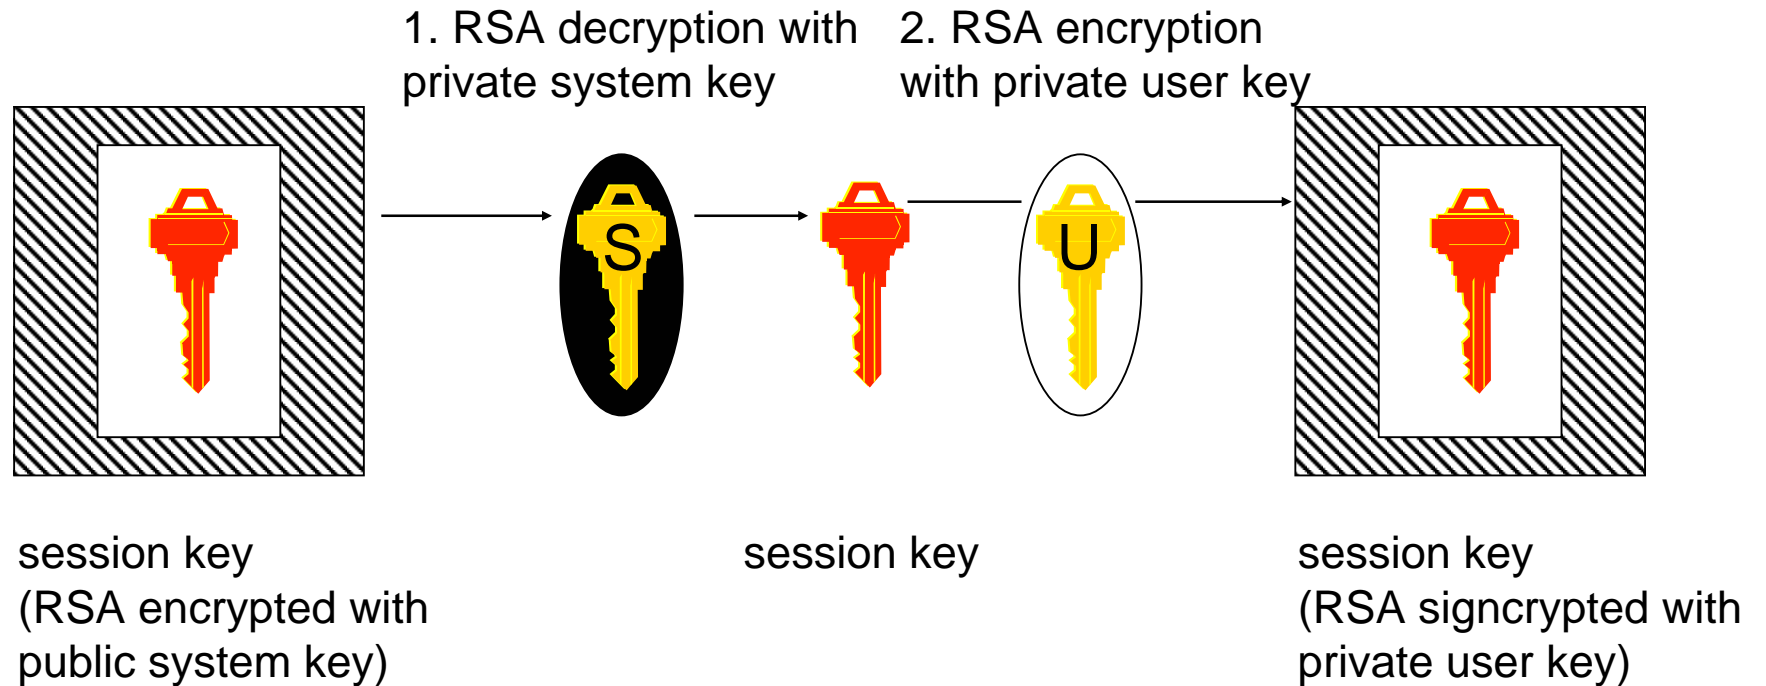 1. RSA decryption with
private system key
2. RSA encryption
with private user key
S
U
session key
(RSA encrypted with
public system key)
session key
session key
(RSA signcrypted with
private user key)